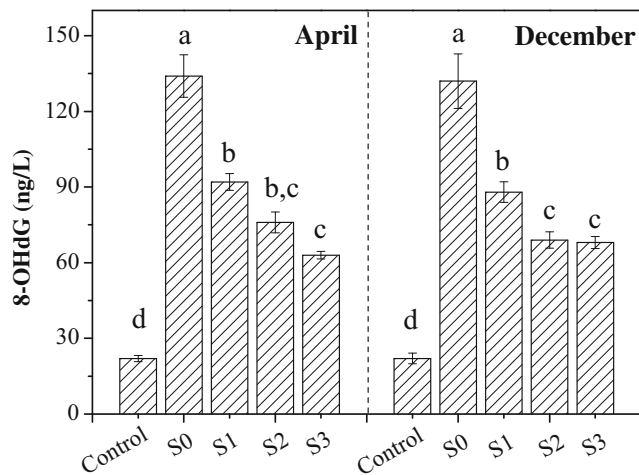 150
120
90
60
30
0
8-OHdG (ng/L)
April
December
d
a
b
b,c
c
d
a
b
c
c
Control
S0
S1
S2
S3
Control
S0
S1
S2
S3